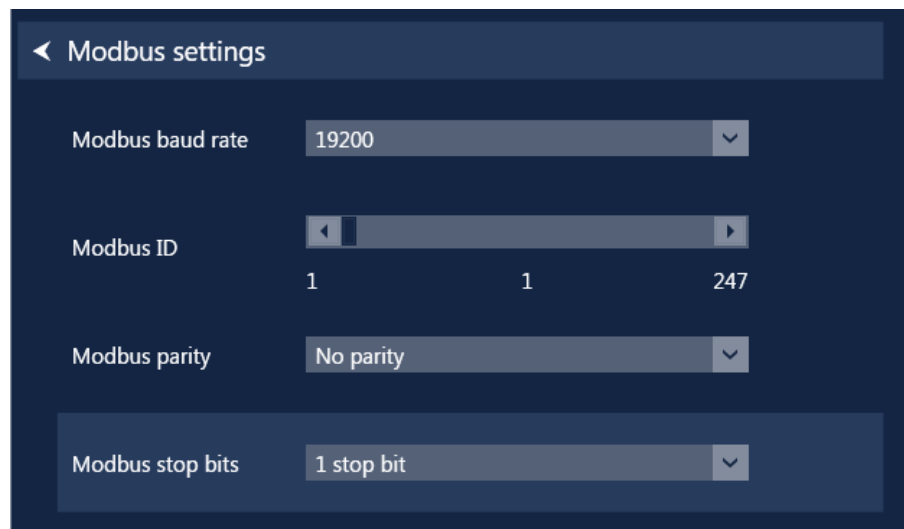 Modbus settings
Modbus baud rate 19200
Modbus ID
1 1 247
Modbus parity No parity
Modbus stop bits 1 stop bit